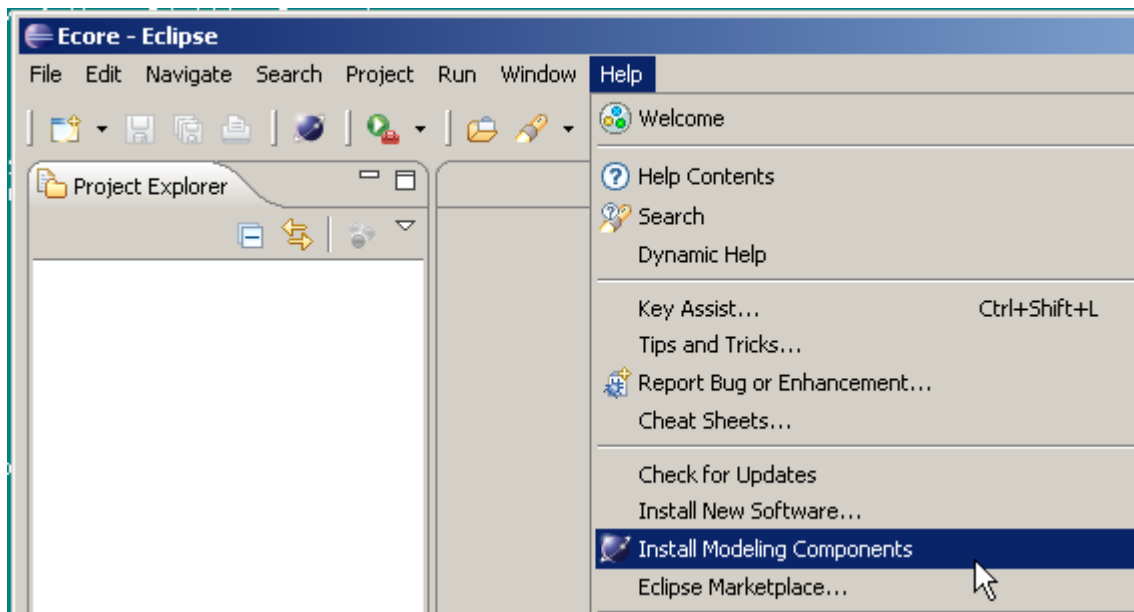 Ecore - Eclipse
File Edit Navigate Search Project Run Window Help
Welcome
Project Explorer
Help Contents
Search
Dynamic Help
Key Assist... Ctrl+Shift+L
Tips and Tricks...
Report Bug or Enhancement...
Cheat Sheets...
Check for Updates
Install New Software...
Install Modeling Components
Eclipse Marketplace...